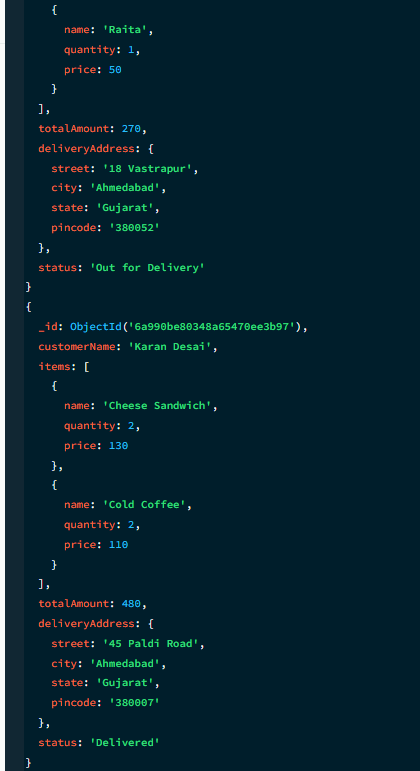 {
name: 'Raita',
quantity: 1,
price: 50
}
],
totalAmount: 270,
deliveryAddress: {
street: '18 Vastrapur',
city: 'Ahmedabad',
state: 'Gujarat',
pincode: '380052'
},
status: 'Out for Delivery'
}
{
_id: ObjectId('6a990be80348a65470ee3b97'),
customerName: 'Karan Desai',
items: [
{
name: 'Cheese Sandwich',
quantity: 2,
price: 130
},
{
name: 'Cold Coffee',
quantity: 2,
price: 110
}
],
totalAmount: 480,
deliveryAddress: {
street: '45 Paldi Road',
city: 'Ahmedabad',
state: 'Gujarat',
pincode: '380007'
},
status: 'Delivered'
}